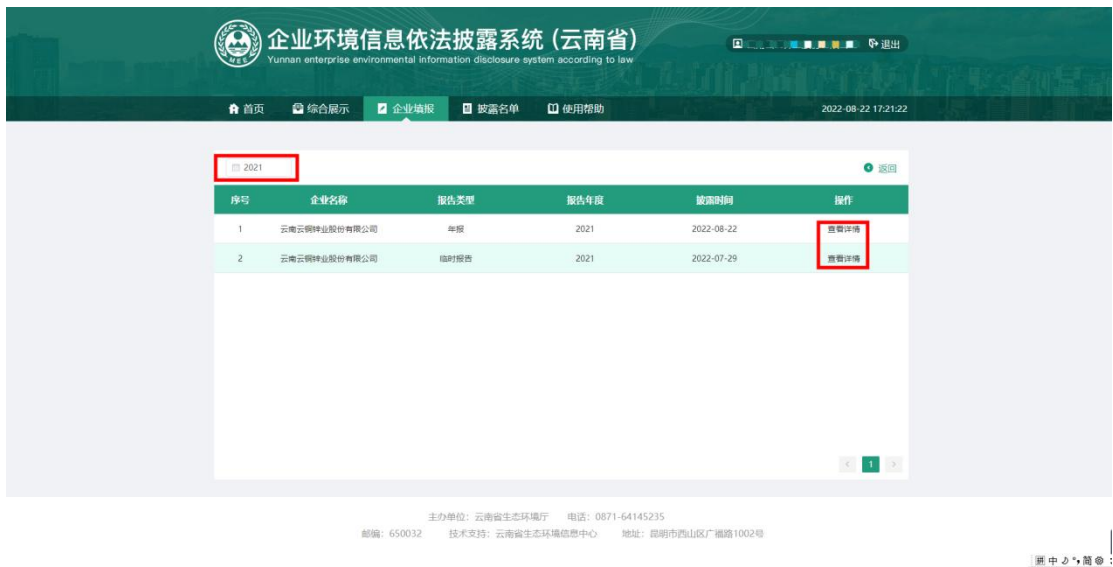 企业环境信息依法披露系统 (云南省)
Yunnan enterprise environmental information disclosure system according to law
退出
首页 综合展示 企业填报 披露名单 使用帮助 2022-08-22 17:21:22
2021 返回
序号 企业名称 报告类型 报告年度 披露时间 操作
1 云南云铜锌业股份有限公司 年报 2021 2022-08-22 查看详情
2 云南云铜锌业股份有限公司 临时报告 2021 2022-07-29 查看详情
< 1 >
主办单位：云南省生态环境厅 电话：0871-64145235
邮编：650032 技术支持：云南省生态环境信息中心 地址：昆明市西山区广福路1002号
中 简